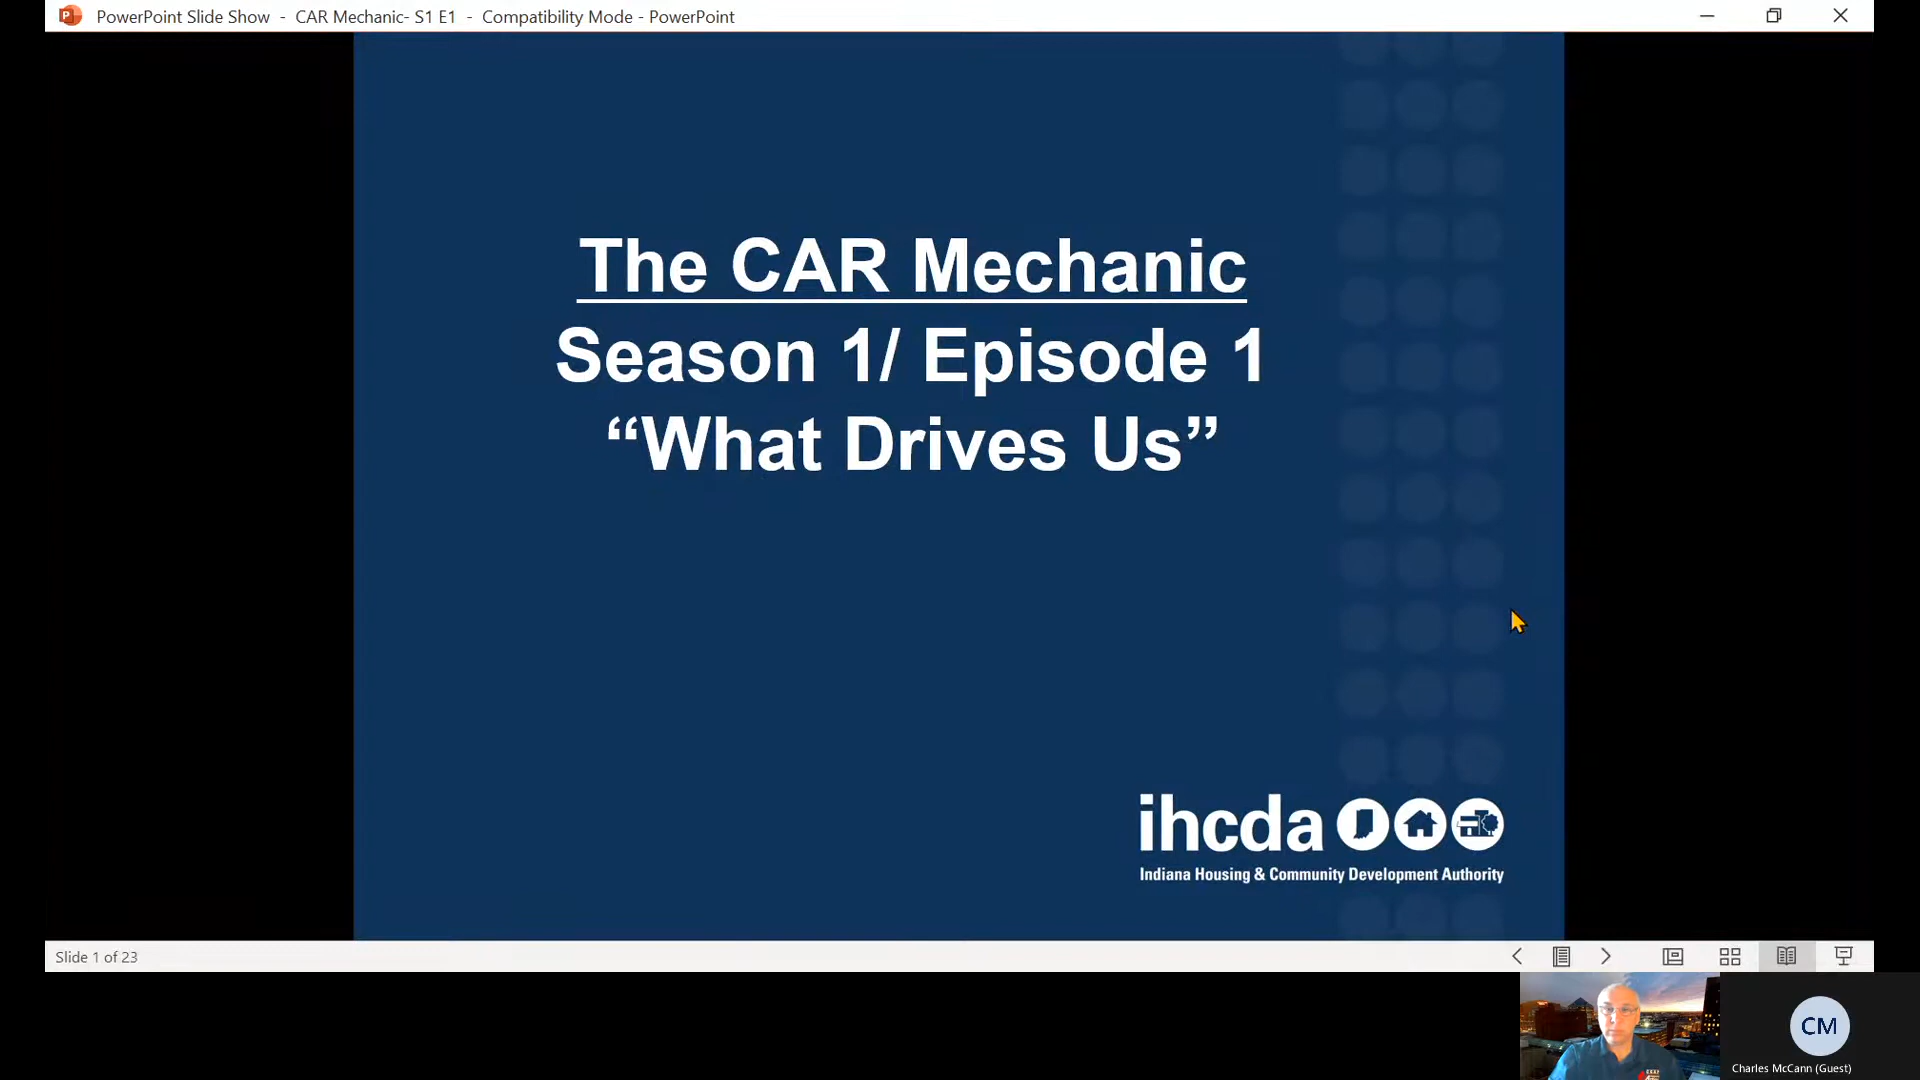 PowerPoint Slide Show - CAR Mechanic- S1 E1 - Compatibility Mode - PowerPoint
The CAR Mechanic
Season 1/ Episode 1
“What Drives Us”
ihcda
Indiana Housing & Community Development Authority
Slide 1 of 23
CM
Charles McCann (Guest)